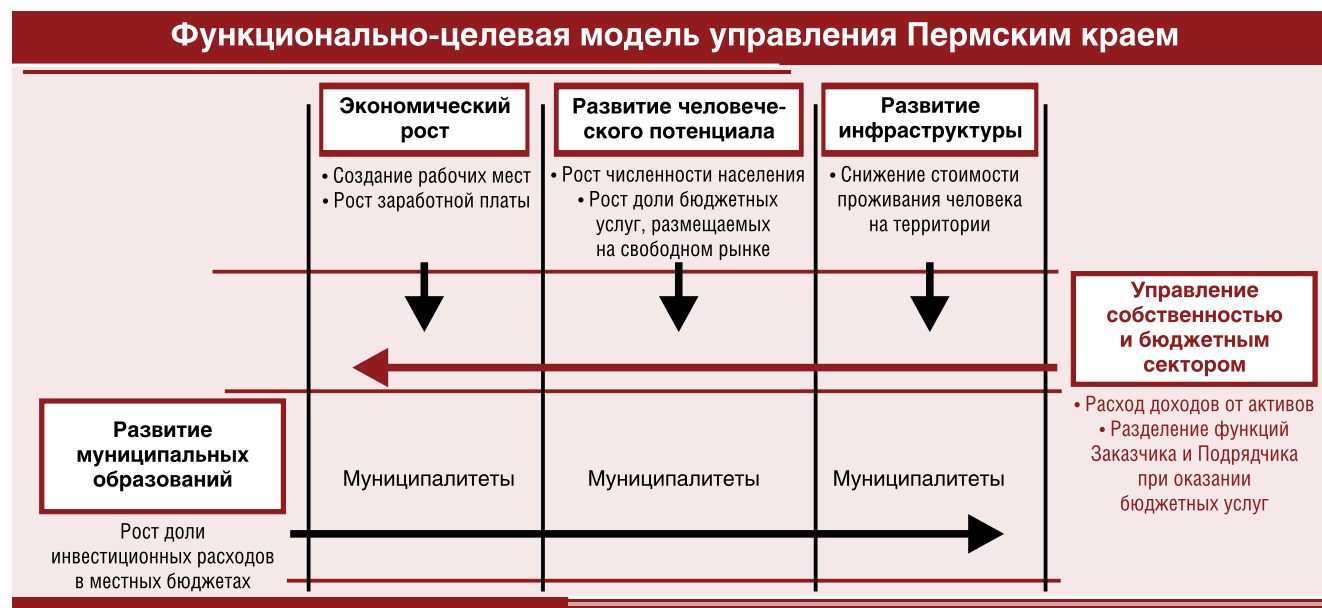 Функционально-целевая модель управления Пермским краем
Экономический
рост
• Создание рабочих мест
• Рост заработной платы
Развитие человече-
ского потенциала
• Рост численности населения
• Рост доли бюджетных
услуг, размещаемых
на свободном рынке
Развитие
инфраструктуры
• Снижение стоимости
проживания человека
на территории
Управление
собственностью
и бюджетным
сектором
• Расход доходов от активов
• Разделение функций
Заказчика и Подрядчика
при оказании
бюджетных услуг
Развитие
муниципальных
образований
Рост доли
инвестиционных расходов
в местных бюджетах
Муниципалитеты
Муниципалитеты
Муниципалитеты